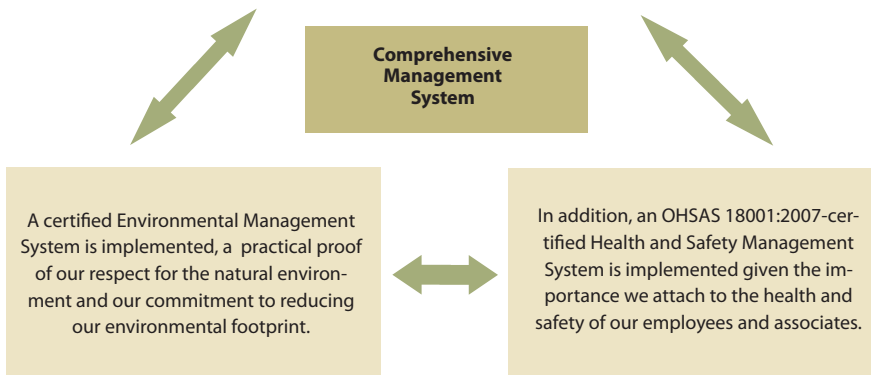 Comprehensive
Management
System
A certified Environmental Management
System is implemented, a practical proof
of our respect for the natural environ-
ment and our commitment to reducing
our environmental footprint.
In addition, an OHSAS 18001:2007-cer-
tified Health and Safety Management
System is implemented given the im-
portance we attach to the health and
safety of our employees and associates.